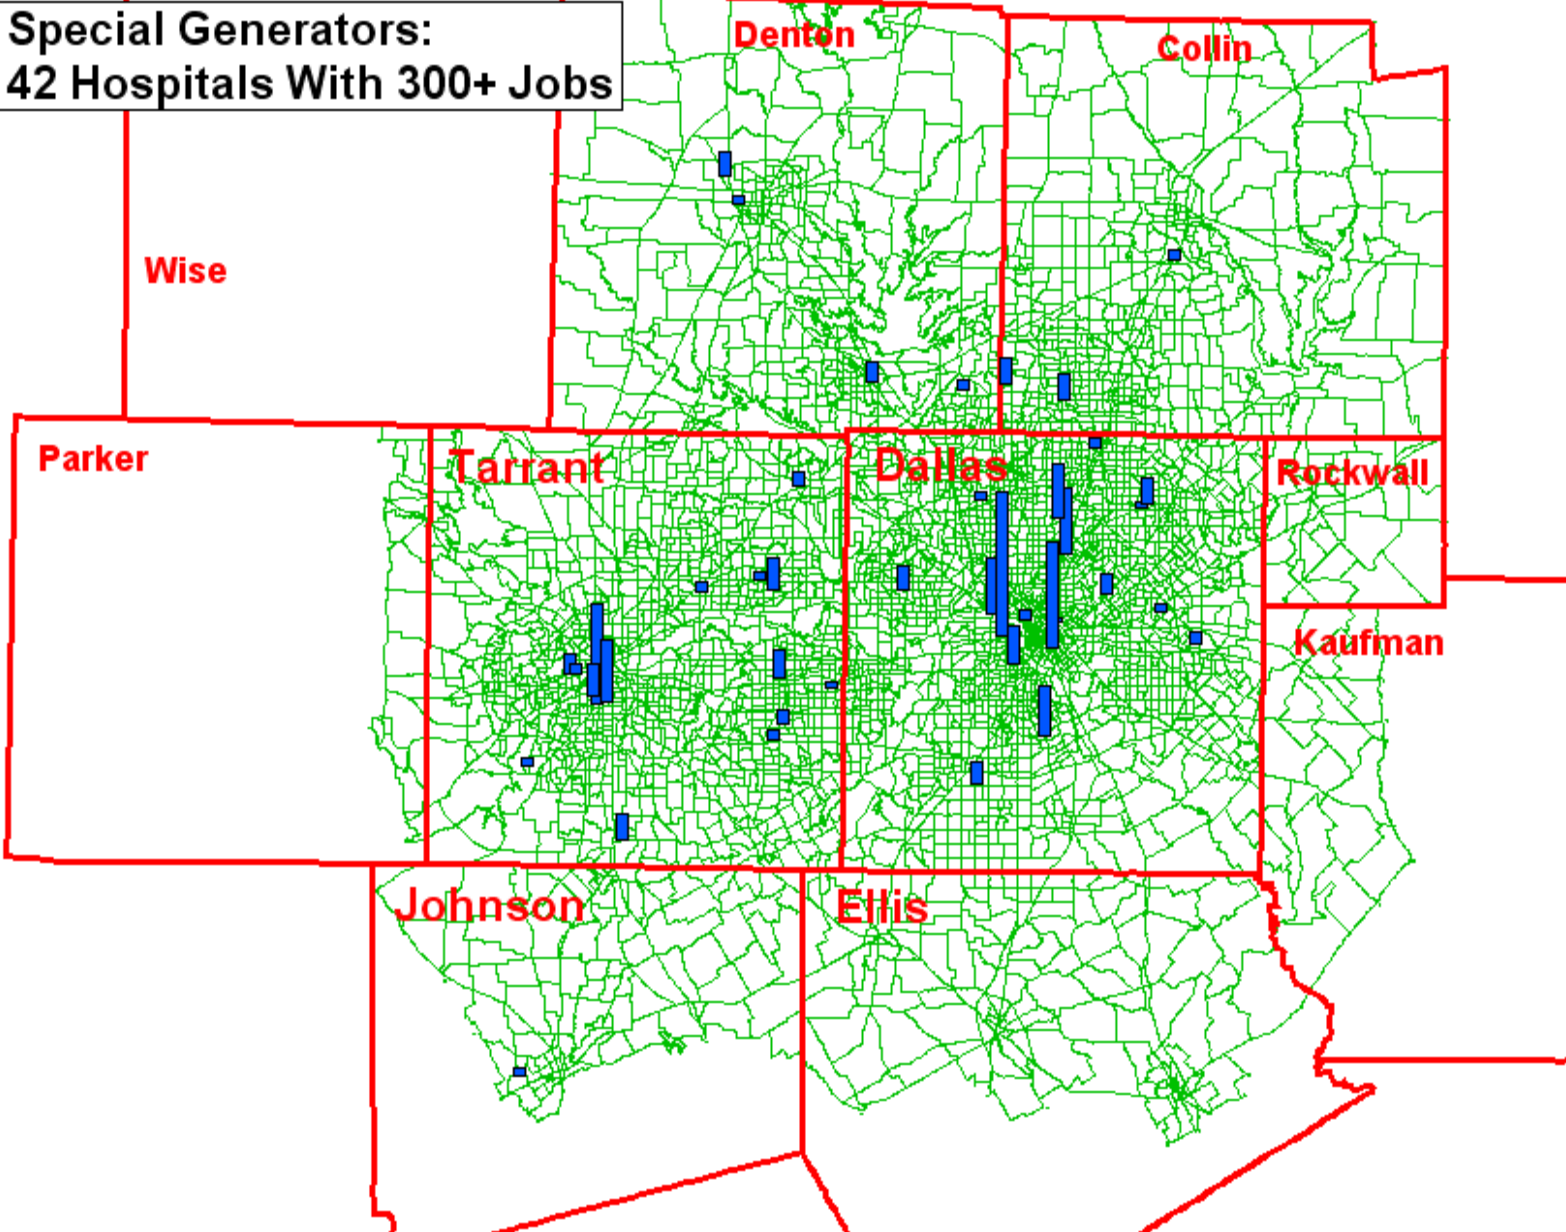 Special Generators:
42 Hospitals With 300+ Jobs
Denton
Collin
Wise
Parker
Tarrant
Dallas
Rockwall
Kaufman
Johnson
Ellis